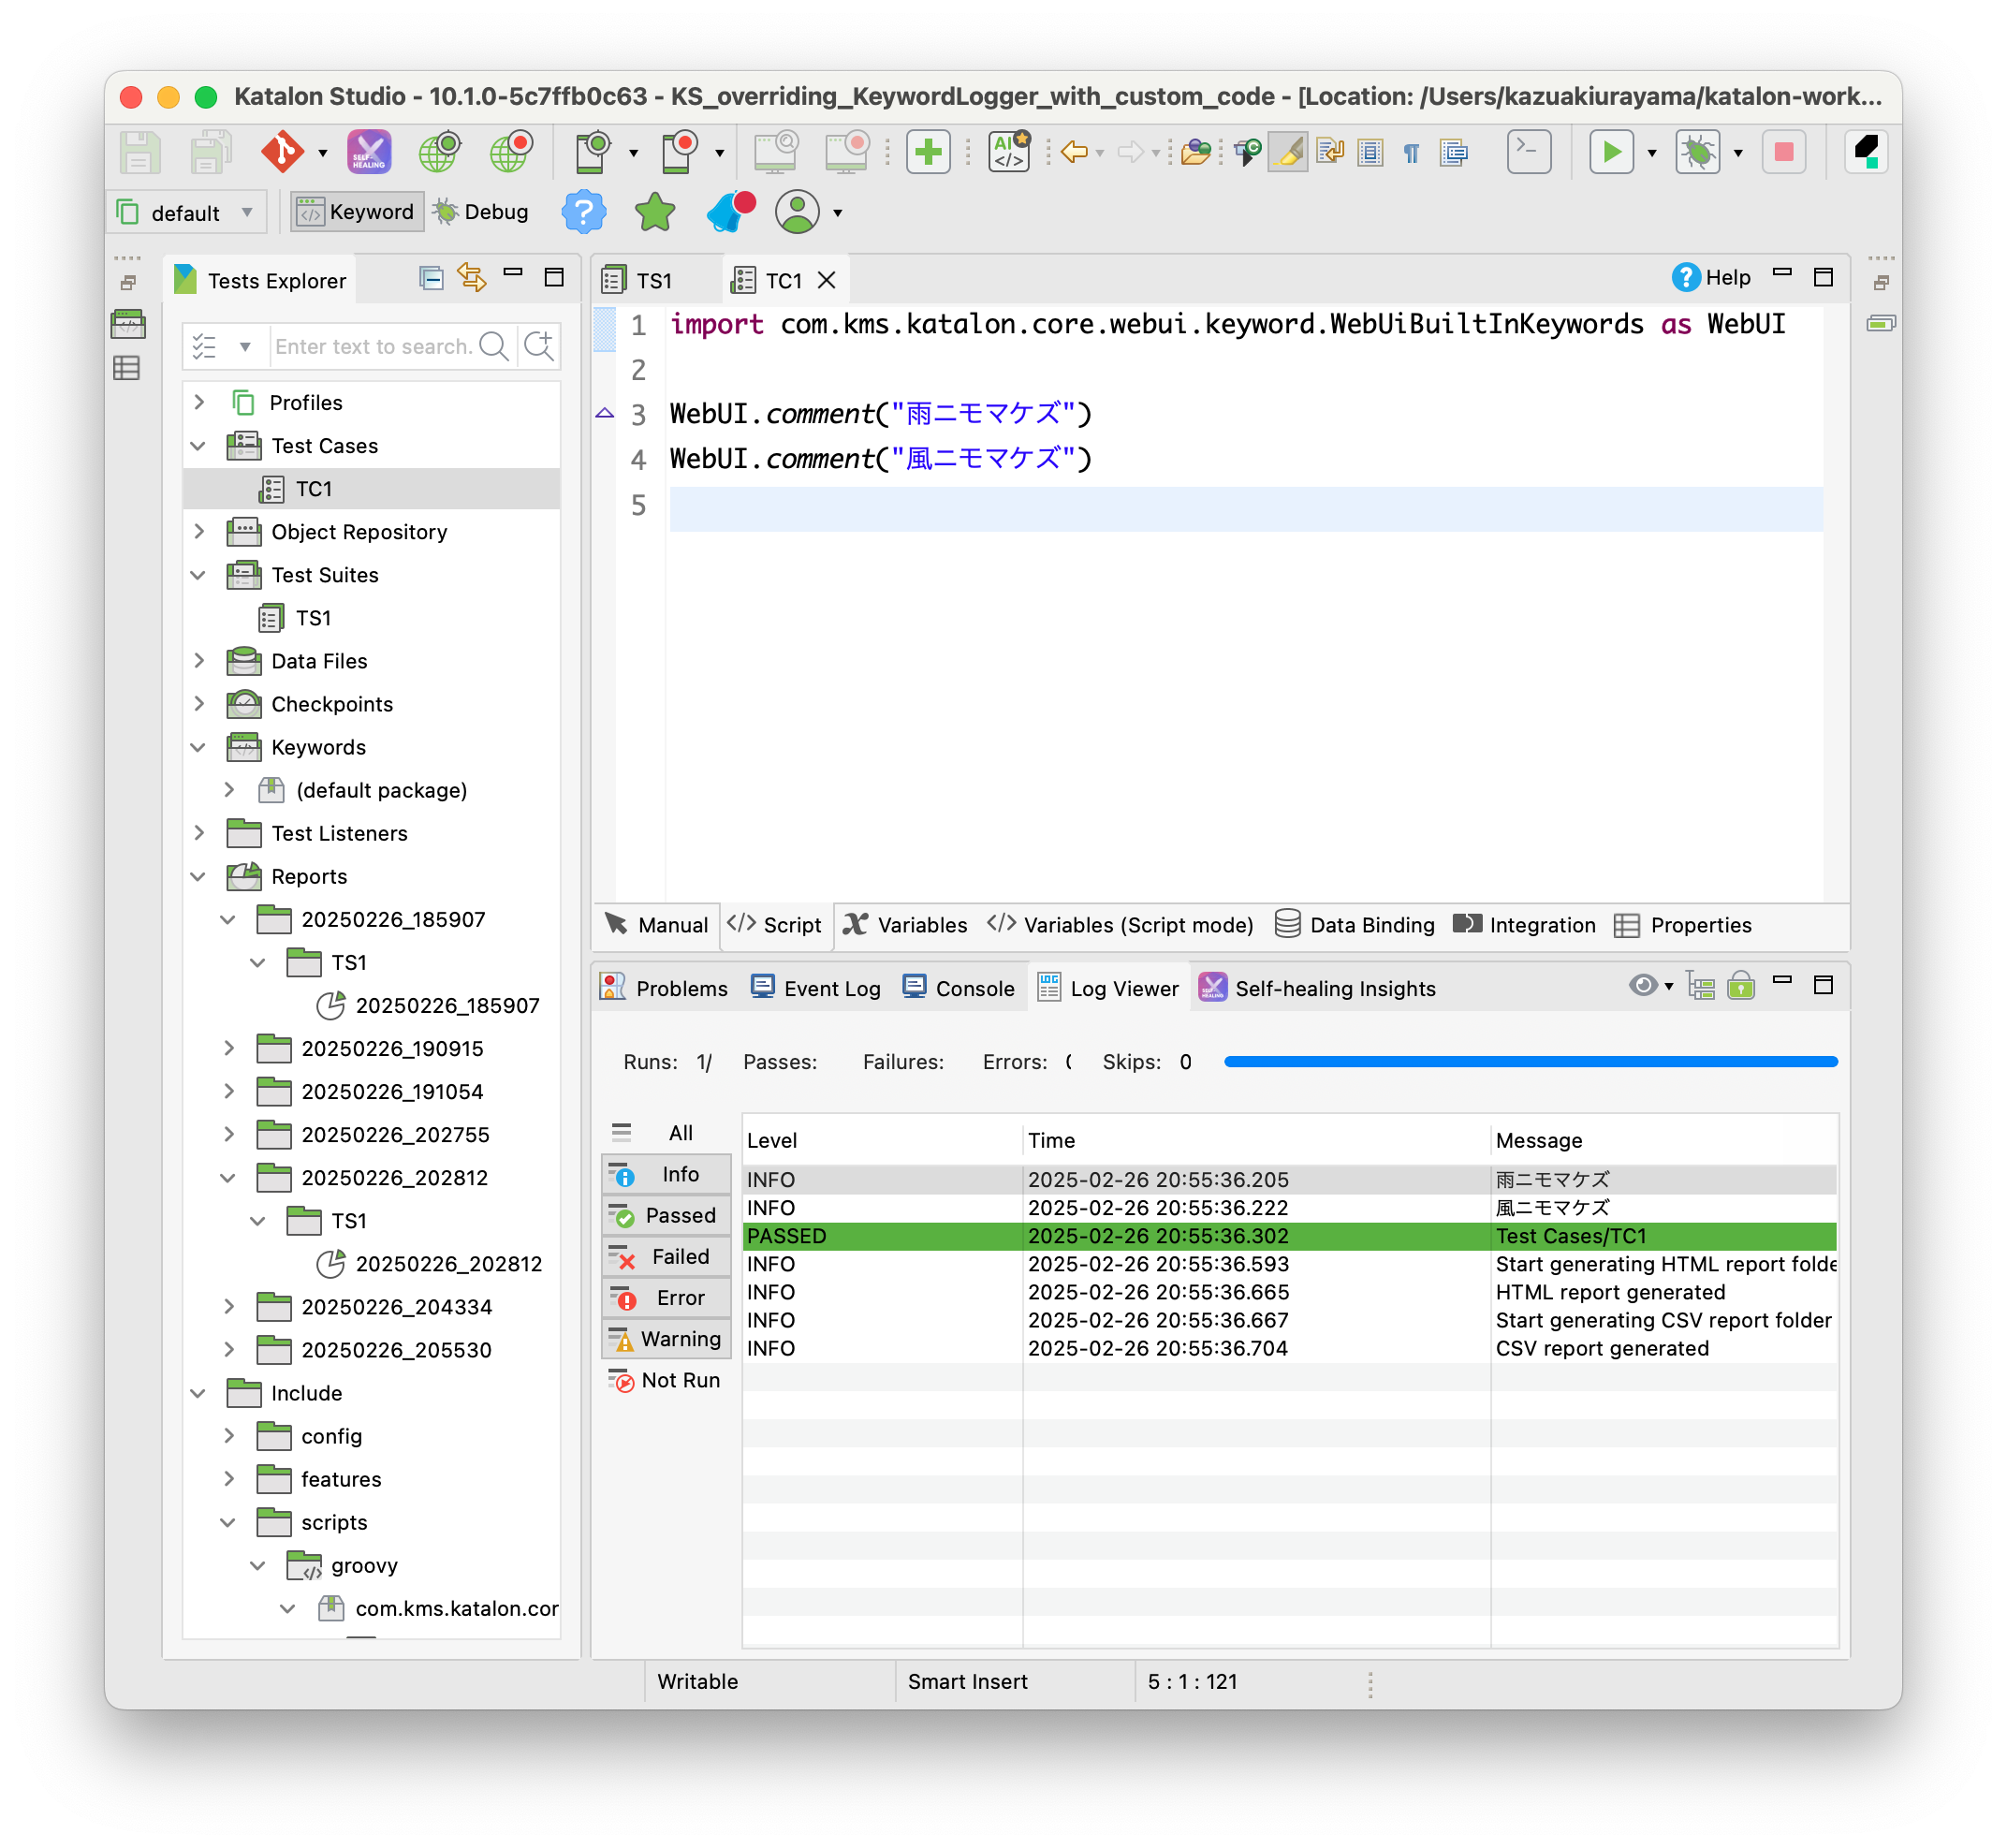 Katalon Studio - 10.1.0-5c7ffb0c63 - KS_overriding_KeywordLogger_with_custom_code - [Location: /Users/kazuakiurayama/katalon-work...
SELF-HEALING
AI
default
Keyword
Debug
Tests Explorer
Enter text to search.
Profiles
Test Cases
TC1
Object Repository
Test Suites
TS1
Data Files
Checkpoints
Keywords
(default package)
Test Listeners
Reports
20250226_185907
TS1
20250226_185907
20250226_190915
20250226_191054
20250226_202755
20250226_202812
TS1
20250226_202812
20250226_204334
20250226_205530
Include
config
features
scripts
groovy
com.kms.katalon.cor
TS1
TC1
Help
1 import com.kms.katalon.core.webui.keyword.WebUiBuiltInKeywords as WebUI
2
3 WebUI.comment("雨ニモマケズ")
4 WebUI.comment("風ニモマケズ")
5
Manual
Script
Variables
Variables (Script mode)
Data Binding
Integration
Properties
Problems
Event Log
Console
Log Viewer
Self-healing Insights
Runs: 1/
Passes:
Failures:
Errors:
Skips: 0
All
Info
Passed
Failed
Error
Warning
Not Run
Level Time Message
INFO 2025-02-26 20:55:36.205 雨ニモマケズ
INFO 2025-02-26 20:55:36.222 風ニモマケズ
PASSED 2025-02-26 20:55:36.302 Test Cases/TC1
INFO 2025-02-26 20:55:36.593 Start generating HTML report folde
INFO 2025-02-26 20:55:36.665 HTML report generated
INFO 2025-02-26 20:55:36.667 Start generating CSV report folder
INFO 2025-02-26 20:55:36.704 CSV report generated
Writable
Smart Insert
5 : 1 : 121